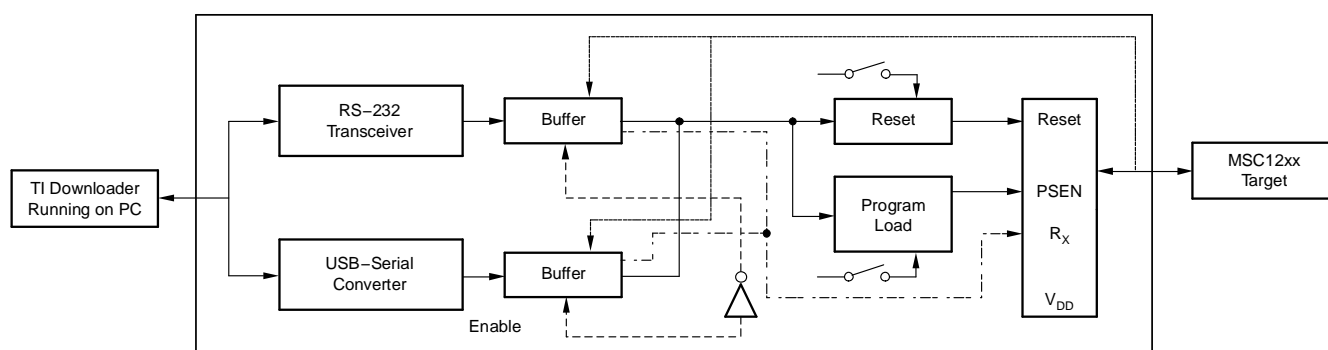 TI Downloader
Running on PC
RS−232
Transceiver
Buffer
USB−Serial
Converter
Buffer
Enable
Reset
Program
Load
Reset
PSEN
RX
VDD
MSC12xx
Target